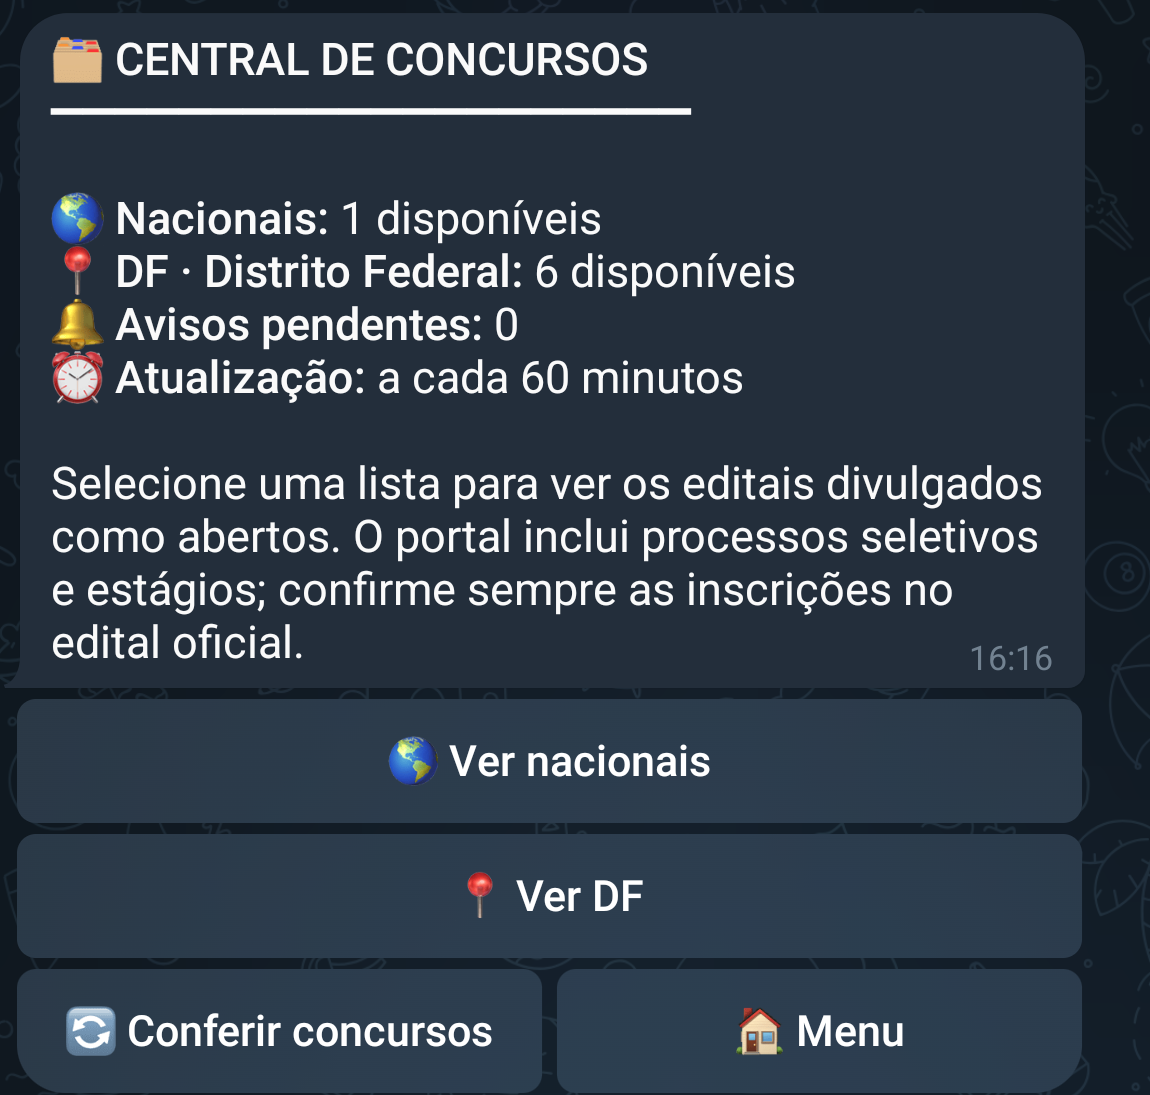 CENTRAL DE CONCURSOS
Nacionais: 1 disponíveis
DF · Distrito Federal: 6 disponíveis
Avisos pendentes: 0
Atualização: a cada 60 minutos
Selecione uma lista para ver os editais divulgados
como abertos. O portal inclui processos seletivos
e estágios; confirme sempre as inscrições no
edital oficial.
16:16
Ver nacionais
Ver DF
Conferir concursos
Menu